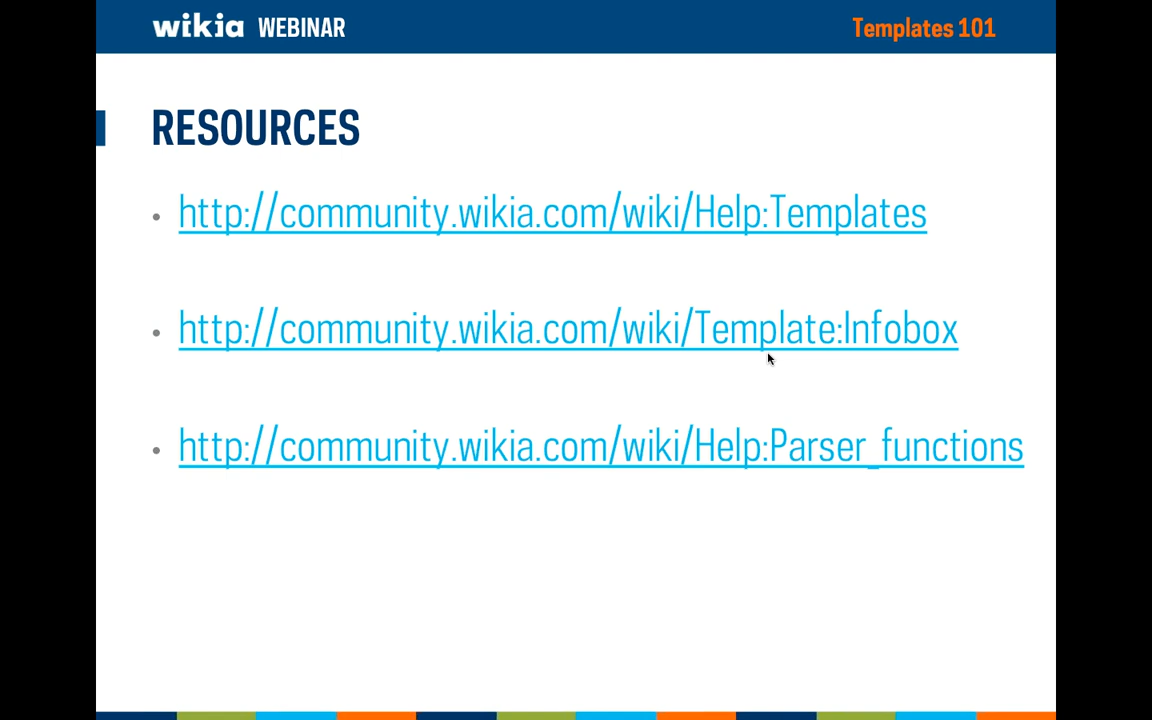 wikia WEBINAR
Templates 101
RESOURCES
• http://community.wikia.com/wiki/Help:Templates
• http://community.wikia.com/wiki/Template:Infobox
• http://community.wikia.com/wiki/Help:Parser_functions